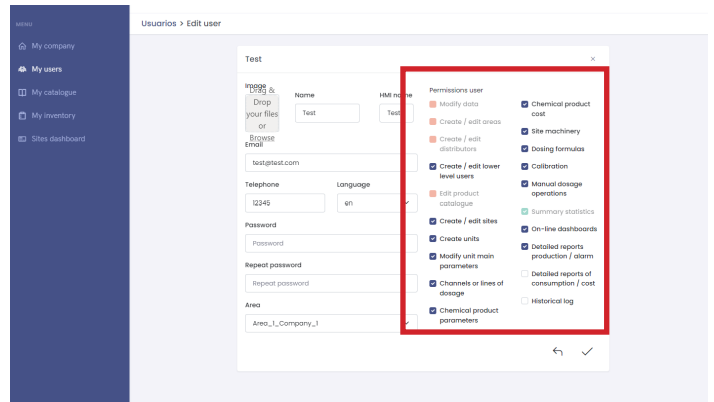 Usuarios > Edit user
MENU
My company
My users
My catalogue
My inventory
Sites dashboard
Test
×
Image
Drag &
Drop
your files
or
Browse
Name
HMI name
Test
Test
Email
test@test.com
Telephone
Language
12345
en
Password
Password
Repeat password
Repeat password
Area
Area_1_Company_1
Permissions user
Modify data
Create / edit areas
Create / edit
distributors
Create / edit lower
level users
Edit product
catalogue
Create / edit sites
Create units
Modify unit main
parameters
Channels or lines of
dosage
Chemical product
parameters
Chemical product
cost
Site machinery
Dosing formulas
Calibration
Manual dosage
operations
Summary statistics
On-line dashboards
Detailed reports
production / alarm
Detailed reports of
consumption / cost
Historical log